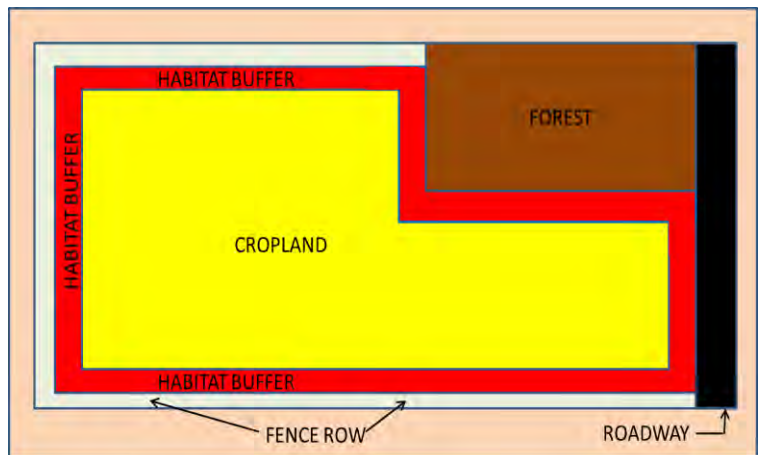 HABITAT BUFFER
FOREST
HABITAT BUFFER
CROPLAND
HABITAT BUFFER
FENCE ROW
ROADWAY